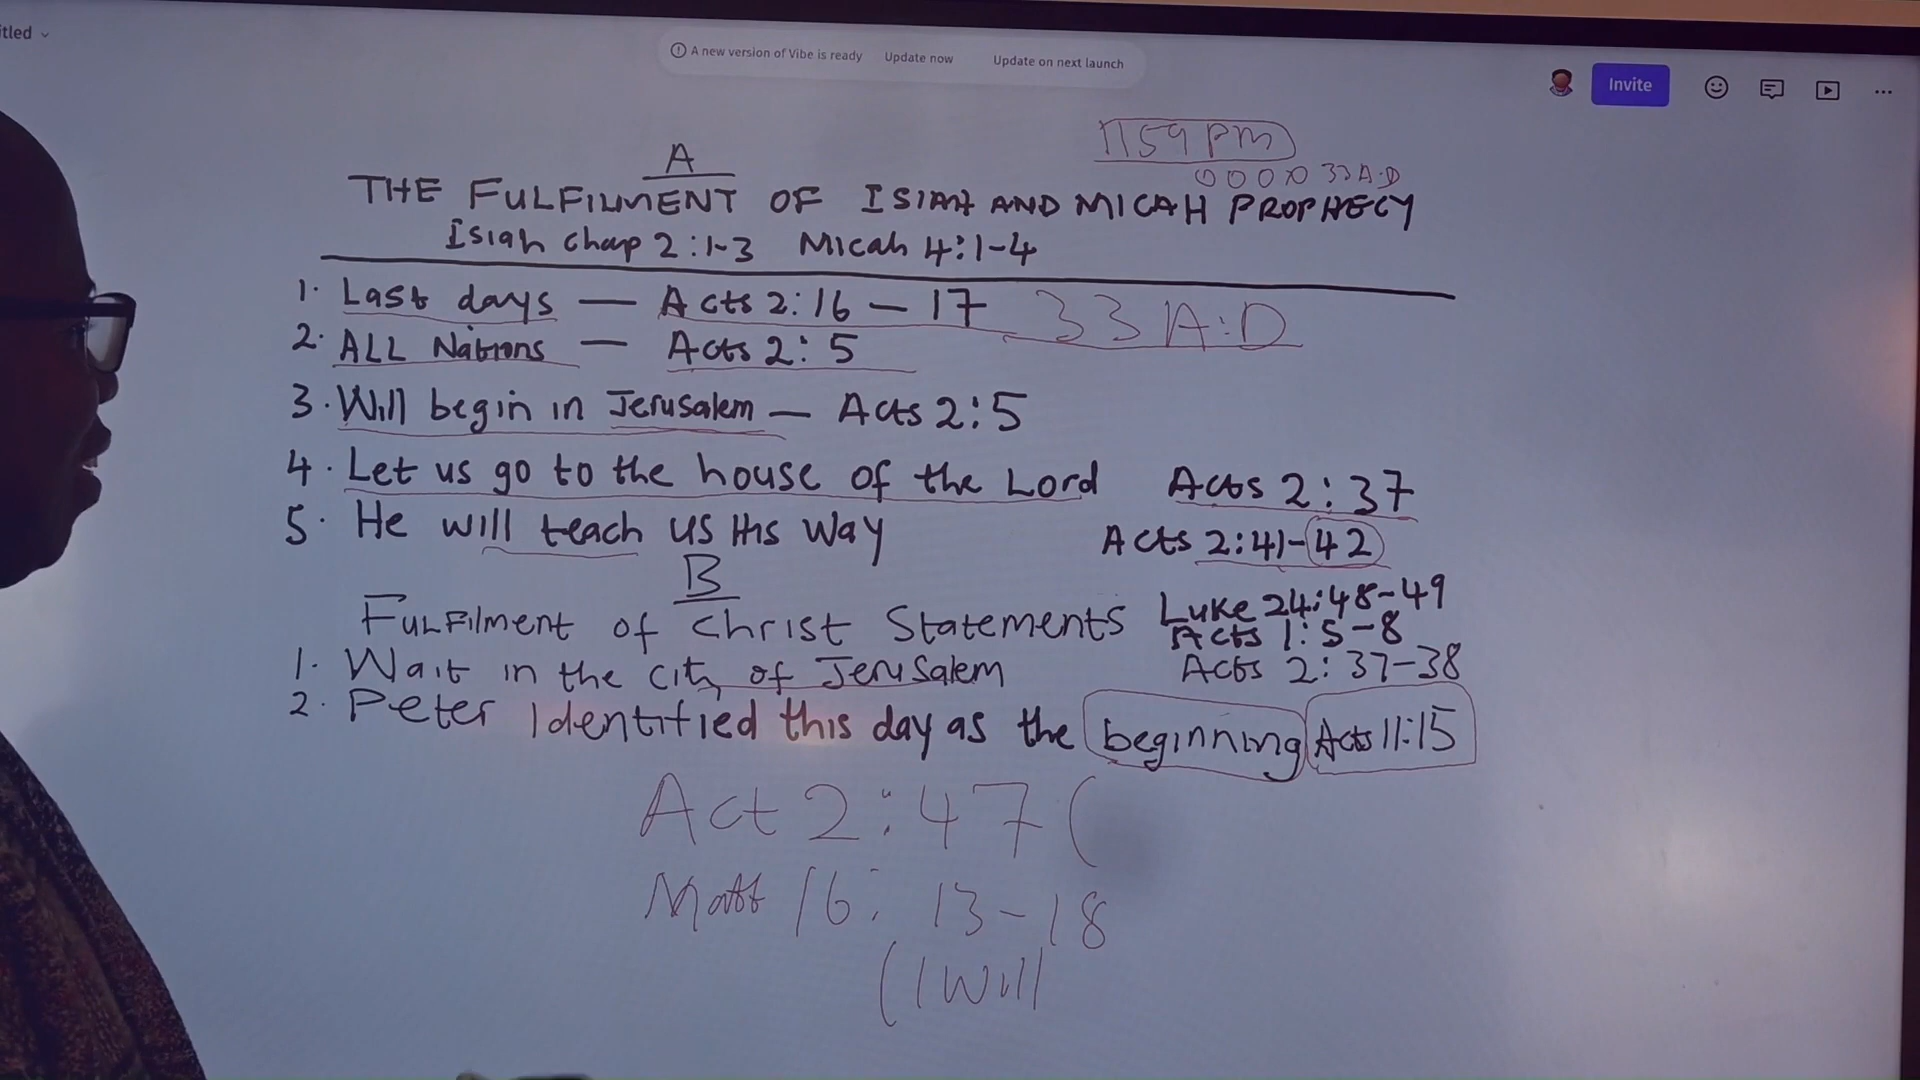 itled
A new version of Vibe is ready Update now Update on next launch
Invite
1159 pm
A
33 A.D
THE FULFILMENT OF ISIAH AND MICAH PROPHECY
Isiah Chap 2:1-3 Micah 4:1-4
1. Last days — Acts 2:16 — 17 33 A:D
2. ALL Nations — Acts 2:5
3. Will begin in Jerusalem — Acts 2:5
4. Let us go to the house of the Lord Acts 2:37
5. He will teach us His Way Acts 2:41-42
B
Fulfilment of Christ Statements Luke 24:48-49
Acts 1:5-8
1. Wait in the city of Jerusalem Acts 2:37-38
2. Peter Identified this day as the beginning Acts 11:15
Act 2:47 (
Matt 16: 13-18
(I Will